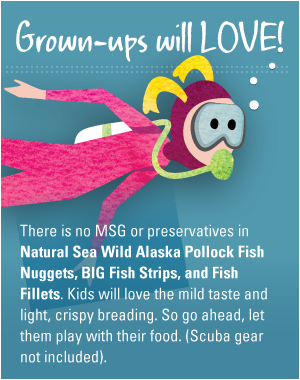 Grown-ups will LOVE!
There is no MSG or preservatives in
Natural Sea Wild Alaska Pollock Fish
Nuggets, BIG Fish Strips, and Fish
Fillets. Kids will love the mild taste and
light, crispy breading. So go ahead, let
them play with their food. (Scuba gear
not included).